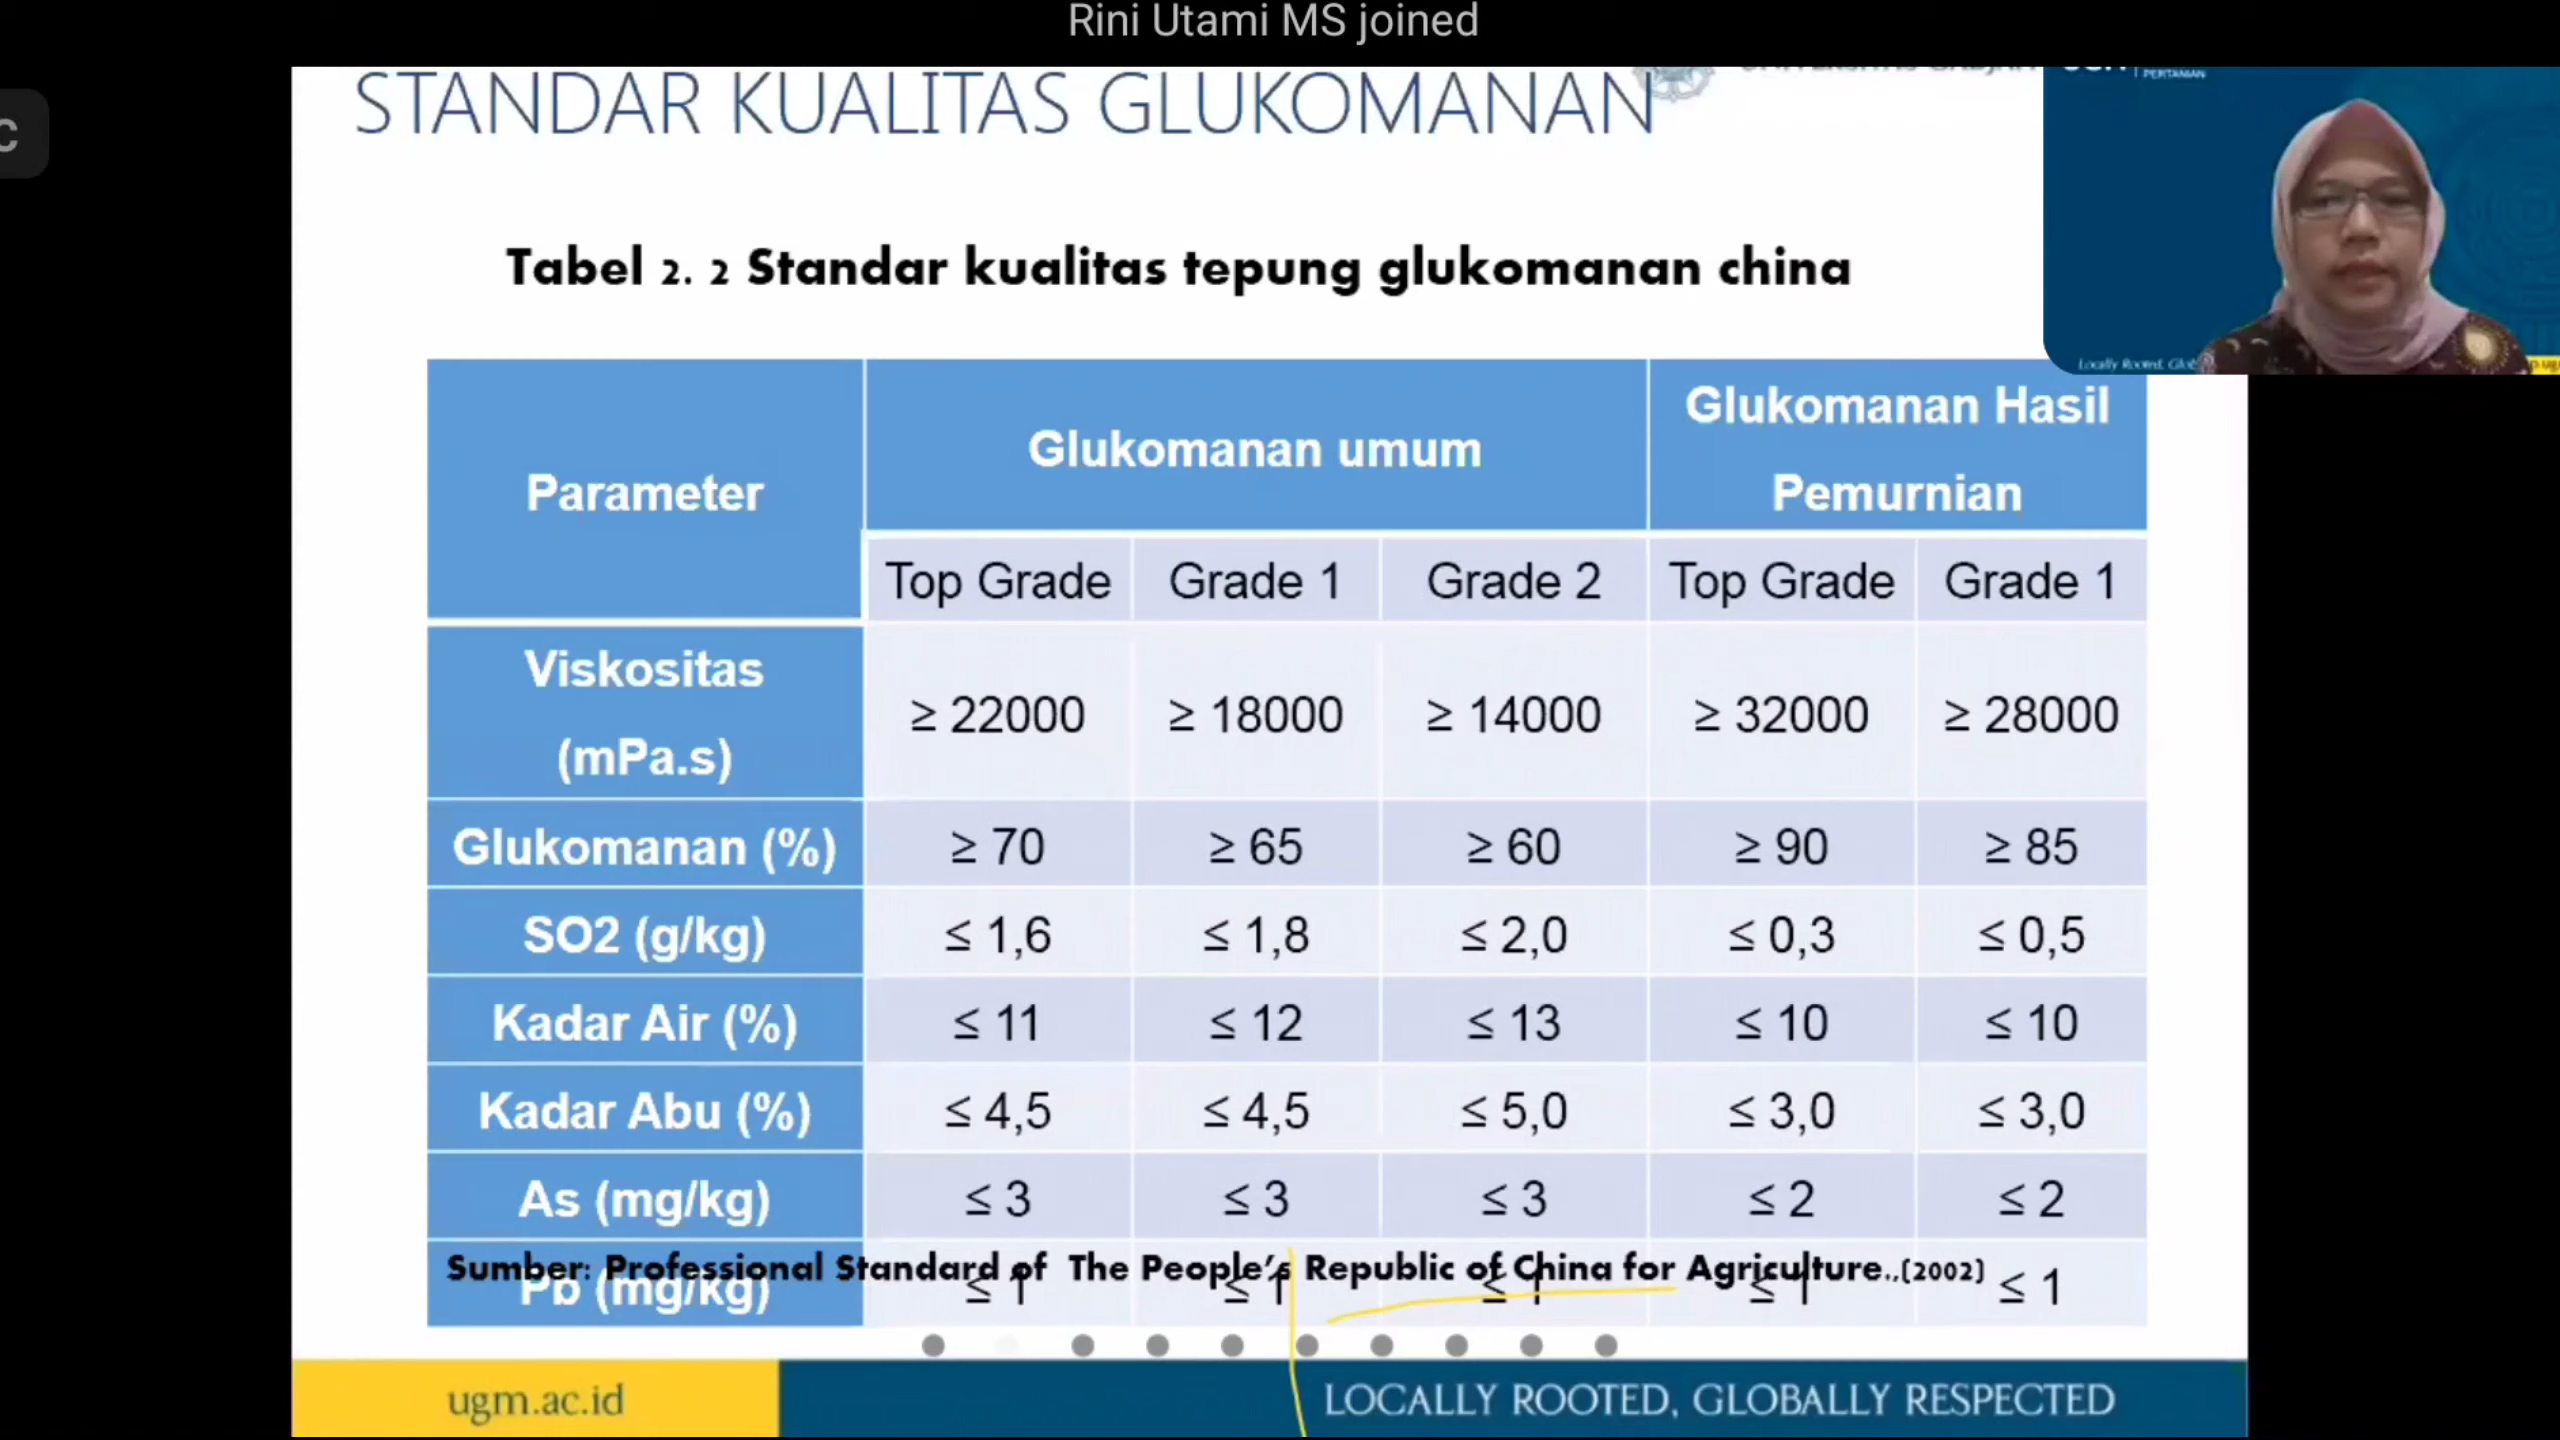 Rini Utami MS joined
C
STANDAR KUALITAS GLUKOMANAN
PERTANIAN
Tabel 2. 2 Standar kualitas tepung glukomanan china
Locally Rooted,
Parameter
Glukomanan umum
Glukomanan Hasil
Pemurnian
Top Grade Grade 1 Grade 2 Top Grade Grade 1
Viskositas
(mPa.s)
≥ 22000 ≥ 18000 ≥ 14000 ≥ 32000 ≥ 28000
Glukomanan (%) ≥ 70 ≥ 65 ≥ 60 ≥ 90 ≥ 85
SO2 (g/kg) ≤ 1,6 ≤ 1,8 ≤ 2,0 ≤ 0,3 ≤ 0,5
Kadar Air (%) ≤ 11 ≤ 12 ≤ 13 ≤ 10 ≤ 10
Kadar Abu (%) ≤ 4,5 ≤ 4,5 ≤ 5,0 ≤ 3,0 ≤ 3,0
As (mg/kg) ≤ 3 ≤ 3 ≤ 3 ≤ 2 ≤ 2
Sumber: Professional Standard of The People's Republic of China for Agriculture.,(2002)
Pb (mg/kg) ≤ 1 ≤ 1 ≤ 1 ≤ 1 ≤ 1
ugm.ac.id
LOCALLY ROOTED, GLOBALLY RESPECTED